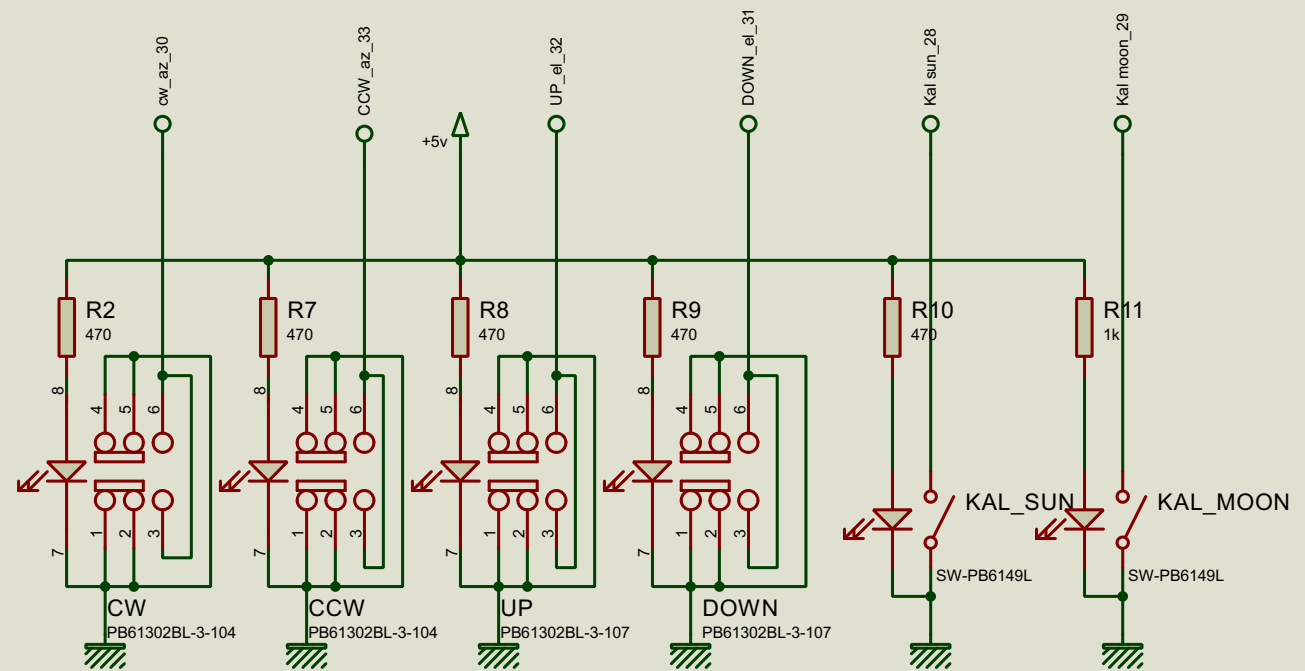 cw_az_30
CCW_az_33
+5v
UP_el_32
DOWN_el_31
Kal sun_28
Kal moon_29
R2
470
R7
470
R8
470
R9
470
R10
470
R11
1k
8
4
5
6
1
2
3
7
8
4
5
6
1
2
3
7
8
4
5
6
1
2
3
7
8
4
5
6
1
2
3
7
KAL_SUN
SW-PB6149L
KAL_MOON
SW-PB6149L
CW
PB61302BL-3-104
CCW
PB61302BL-3-104
UP
PB61302BL-3-107
DOWN
PB61302BL-3-107